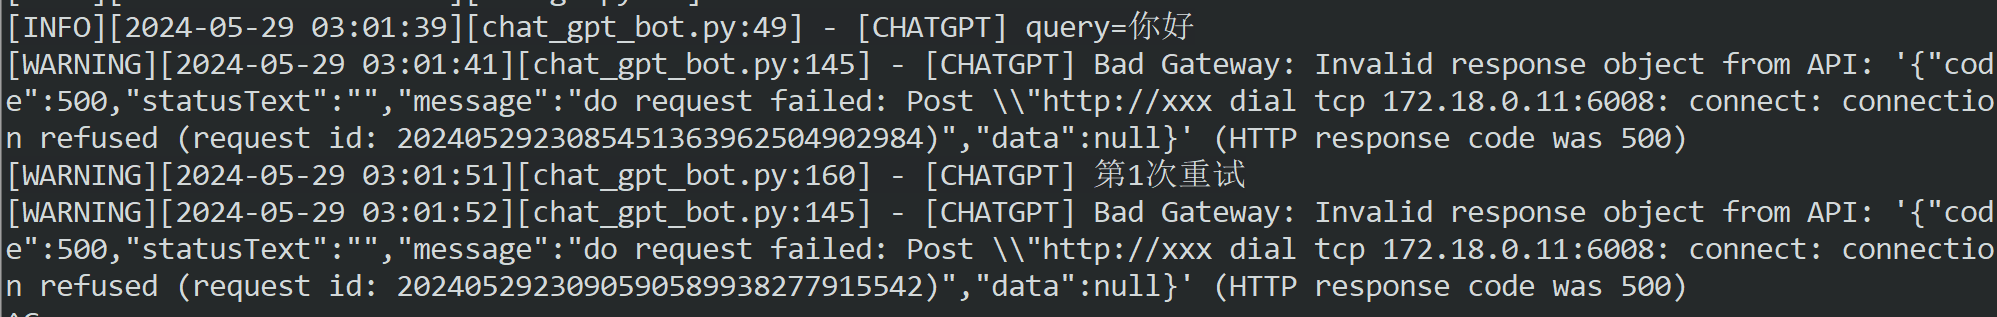 [INFO][2024-05-29 03:01:39][chat_gpt_bot.py:49] - [CHATGPT] query=你好
[WARNING][2024-05-29 03:01:41][chat_gpt_bot.py:145] - [CHATGPT] Bad Gateway: Invalid response object from API: '{"cod
e":500,"statusText":"","message":"do request failed: Post \\"http://xxx dial tcp 172.18.0.11:6008: connect: connectio
n refused (request id: 20240529230854513639625049029​84)","data":null}' (HTTP response code was 500)
[WARNING][2024-05-29 03:01:51][chat_gpt_bot.py:160] - [CHATGPT] 第1次重试
[WARNING][2024-05-29 03:01:52][chat_gpt_bot.py:145] - [CHATGPT] Bad Gateway: Invalid response object from API: '{"cod
e":500,"statusText":"","message":"do request failed: Post \\"http://xxx dial tcp 172.18.0.11:6008: connect: connectio
n refused (request id: 2024052923090590589938277915542)","data":null}' (HTTP response code was 500)